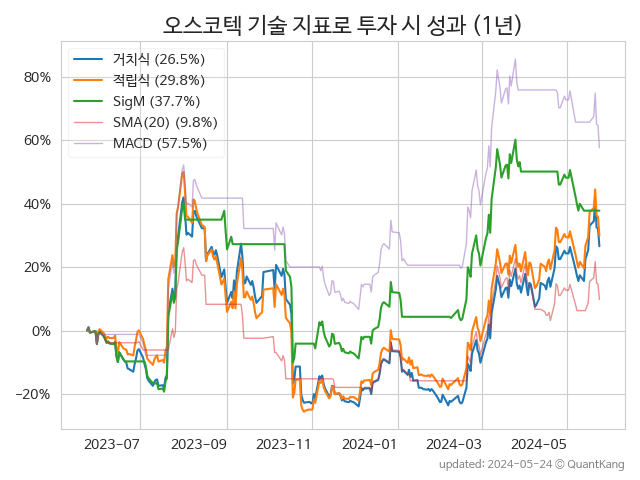 오스코텍 기술 지표로 투자 시 성과 (1년)
거치식 (26.5%)
적립식 (29.8%)
SigM (37.7%)
SMA(20) (9.8%)
MACD (57.5%)
80%
60%
40%
20%
0%
−20%
2023-07
2023-09
2023-11
2024-01
2024-03
2024-05
updated: 2024-05-24 © QuantKang